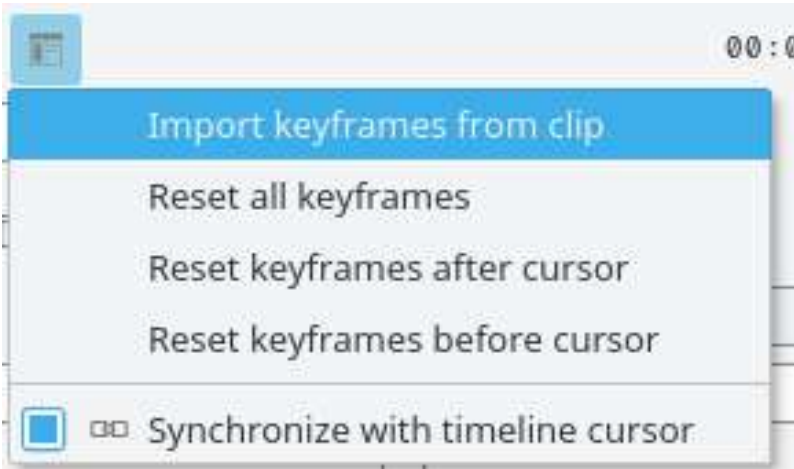 00:0
Import keyframes from clip
Reset all keyframes
Reset keyframes after cursor
Reset keyframes before cursor
Synchronize with timeline cursor